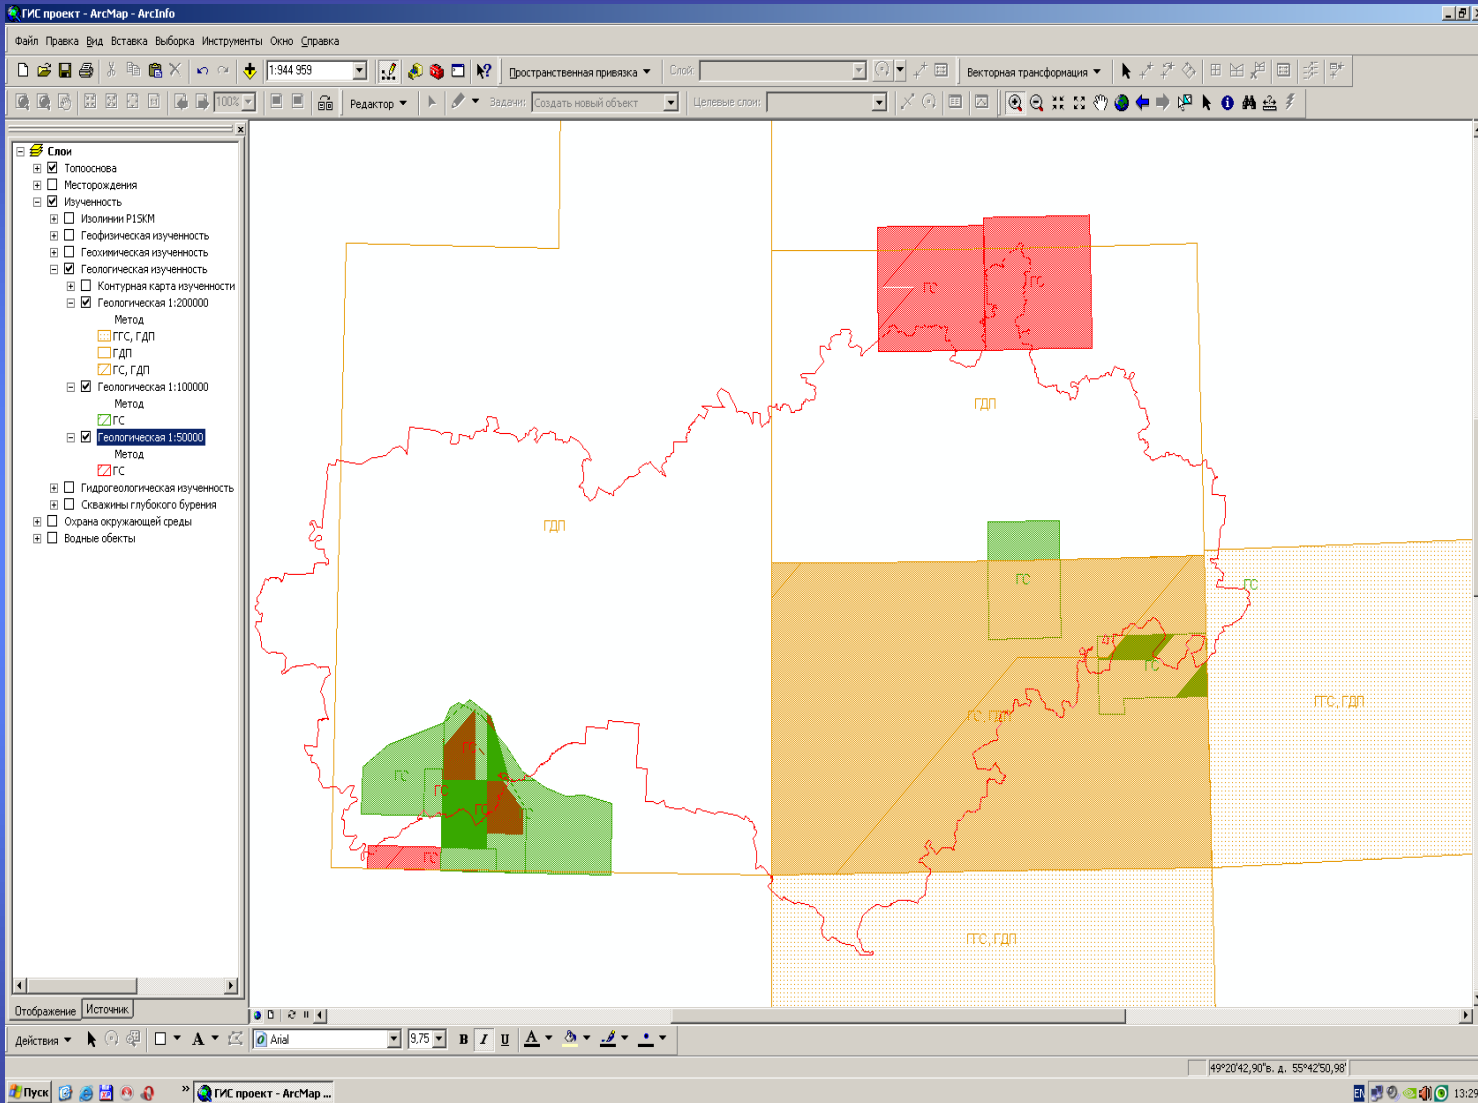 ГИС проект - ArcMap - ArcInfo
Файл Правка Вид Вставка Выборка Инструменты Окно Справка
1:944 959
Пространственная привязка
Слой:
Векторная трансформация
100%
Редактор
Задачи:
Создать новый объект
Целевые слои:
Слои
Топооснова
Месторождения
Изученность
Изолинии P1SKM
Геофизическая изученность
Геохимическая изученность
Геологическая изученность
Контурная карта изученности
Геологическая 1:200000
Метод
ГГС, ГДП
ГДП
ГС, ГДП
Геологическая 1:100000
Метод
ГС
Геологическая 1:50000
Метод
ГС
Гидрогеологическая изученность
Скважины глубокого бурения
Охрана окружающей среды
Водные обекты
ГС
ГС
ГДП
ГДП
ГС
ГС
ГС
ГГС, ГДП
ГС, ГДП
ГС
ГС
ГС
ГС
ГС
ГГС, ГДП
Отображение
Источник
Действия
A
Arial
9,75
B I U A
49°20'42,90"в. д. 55°42'50,98'
Пуск
»
ГИС проект - ArcMap ...
EN
13:29